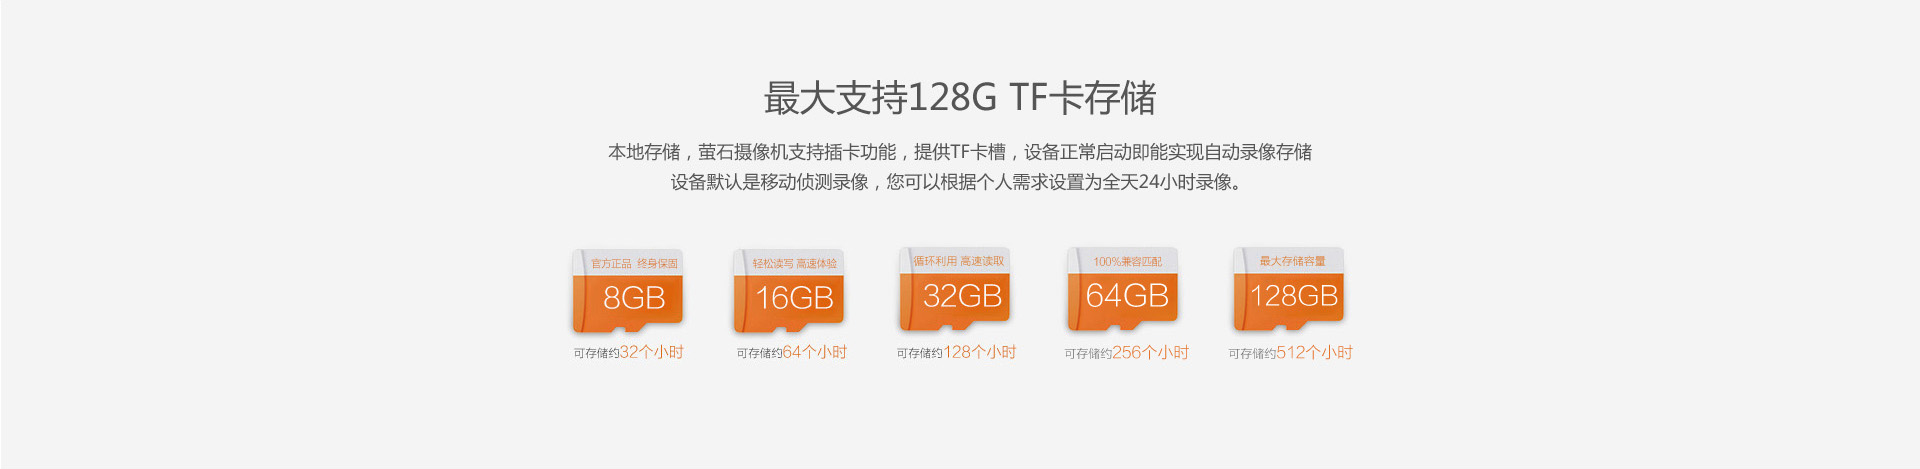 最大支持128G TF卡存储
本地存储，萤石摄像机支持插卡功能，提供TF卡槽，设备正常启动即能实现自动录像存储
设备默认是移动侦测录像，您可以根据个人需求设置为全天24小时录像。
官方正品 终身保固
8GB
可存储约32个小时
轻松读写 高速体验
16GB
可存储约64个小时
循环利用 高速读取
32GB
可存储约128个小时
100%兼容匹配
64GB
可存储约256个小时
最大存储容量
128GB
可存储约512个小时